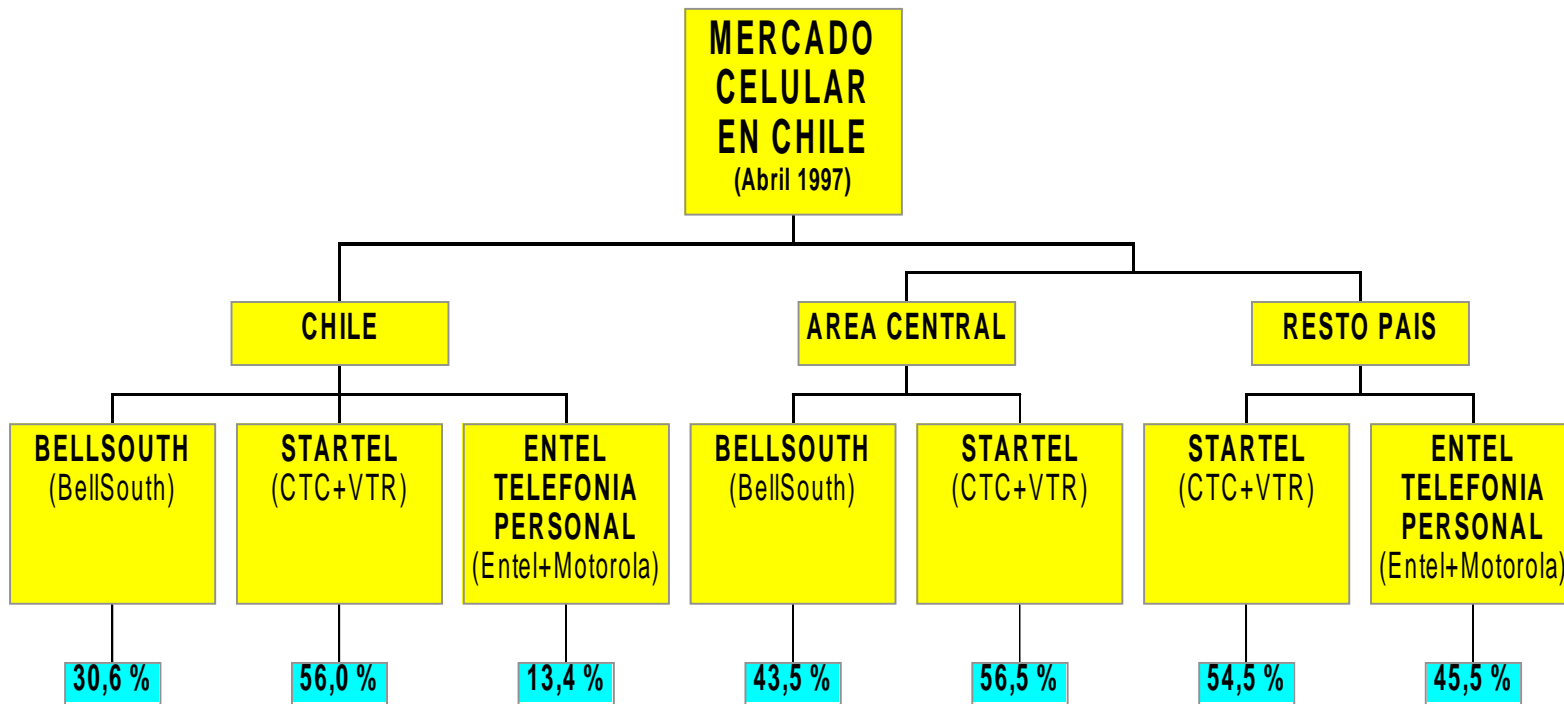 MERCADO
CELULAR
EN CHILE
(Abril 1997)
CHILE
AREA CENTRAL
RESTO PAIS
BELLSOUTH
(BellSouth)
STARTEL
(CTC+VTR)
ENTEL
TELEFONIA
PERSONAL
(Entel+Motorola)
BELLSOUTH
(BellSouth)
STARTEL
(CTC+VTR)
STARTEL
(CTC+VTR)
ENTEL
TELEFONIA
PERSONAL
(Entel+Motorola)
30,6 %
56,0 %
13,4 %
43,5 %
56,5 %
54,5 %
45,5 %